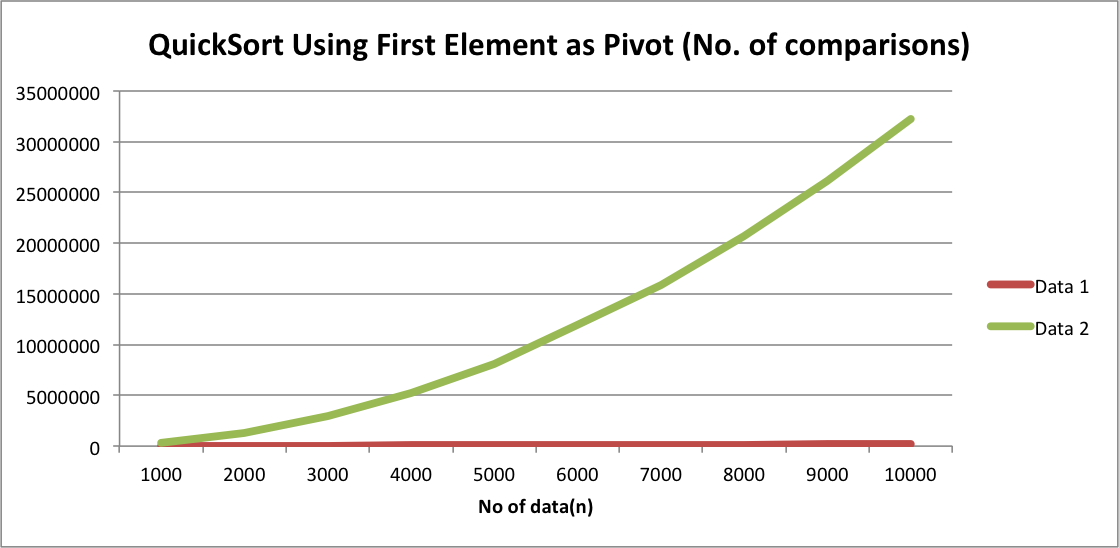 QuickSort Using First Element as Pivot (No. of comparisons)
35000000
30000000
25000000
20000000
15000000
10000000
5000000
0
1000 2000 3000 4000 5000 6000 7000 8000 9000 10000
No of data(n)
Data 1
Data 2